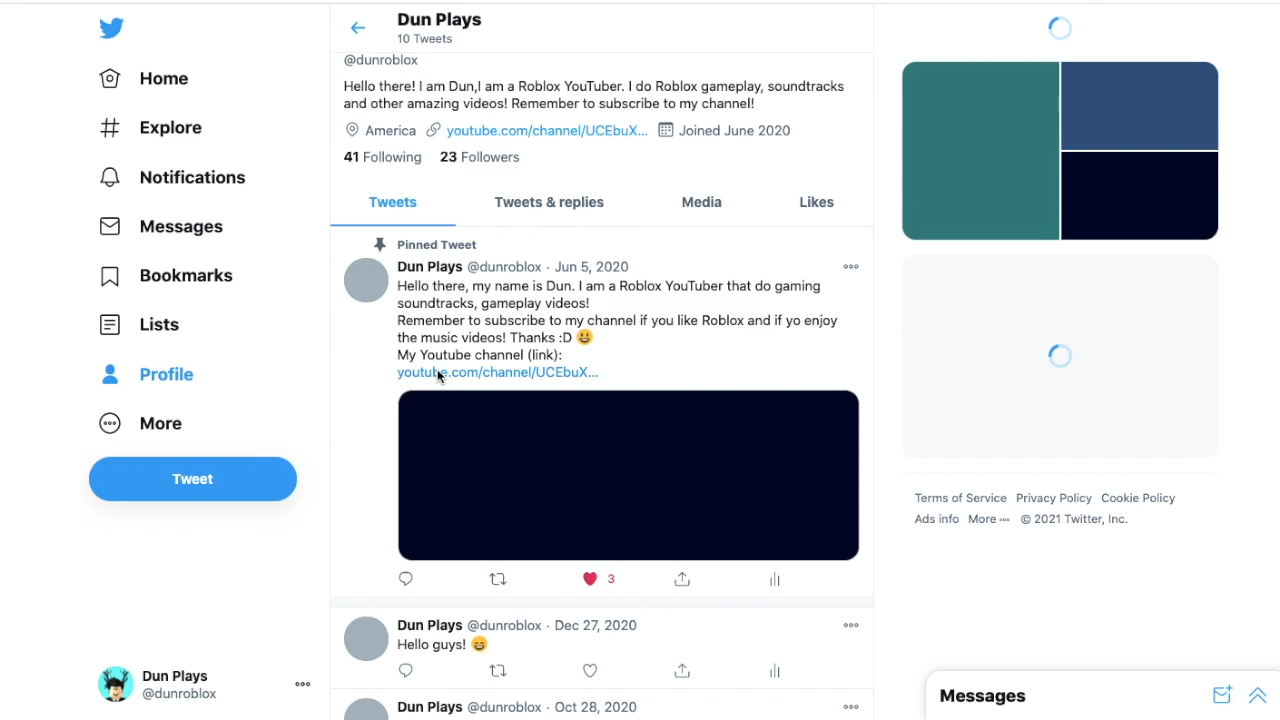 Home
Explore
Notifications
Messages
Bookmarks
Lists
Profile
More
Tweet
Dun Plays
@dunroblox
Dun Plays
10 Tweets
@dunroblox
Hello there! I am Dun,I am a Roblox YouTuber. I do Roblox gameplay, soundtracks
and other amazing videos! Remember to subscribe to my channel!
America youtube.com/channel/UCEbuX... Joined June 2020
41 Following 23 Followers
Tweets Tweets & replies Media Likes
Pinned Tweet
Dun Plays @dunroblox · Jun 5, 2020
Hello there, my name is Dun. I am a Roblox YouTuber that do gaming
soundtracks, gameplay videos!
Remember to subscribe to my channel if you like Roblox and if yo enjoy
the music videos! Thanks :D 😃
My Youtube channel (link):
youtube.com/channel/UCEbuX...
3
Dun Plays @dunroblox · Dec 27, 2020
Hello guys! 😄
Dun Plays @dunroblox · Oct 28, 2020
Terms of Service Privacy Policy Cookie Policy
Ads info More ··· © 2021 Twitter, Inc.
Messages